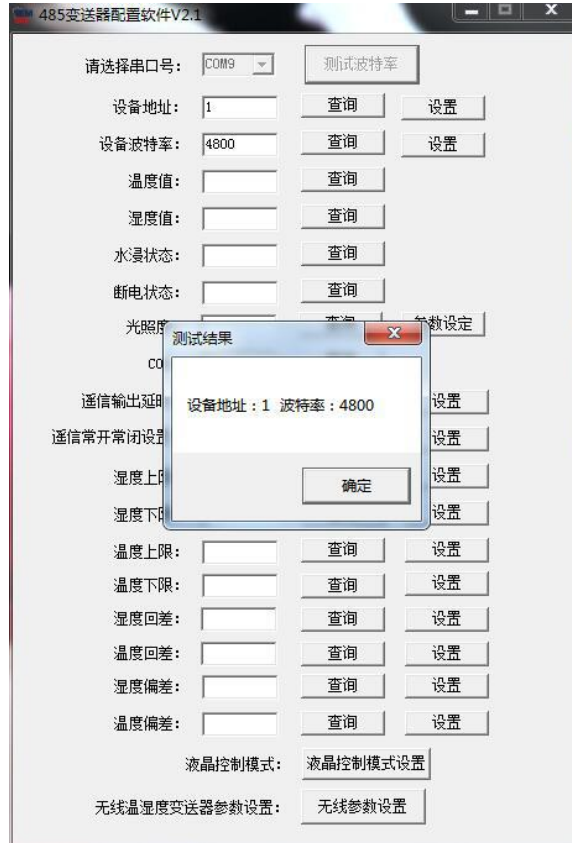 485变送器配置软件V2.1
请选择串口号： COM9 测试波特率
设备地址： 1 查询 设置
设备波特率： 4800 查询 设置
温度值： 查询
湿度值： 查询
水浸状态： 查询
断电状态： 查询
光照度 查询 参数设定
测试结果
CO
设备地址：1 波特率：4800
遥信输出延时 设置
遥信常开常闭设置 设置
湿度上限 确定 设置
湿度下限 设置
温度上限： 查询 设置
温度下限： 查询 设置
湿度回差： 查询 设置
温度回差： 查询 设置
湿度偏差： 查询 设置
温度偏差： 查询 设置
液晶控制模式： 液晶控制模式设置
无线温湿度变送器参数设置： 无线参数设置